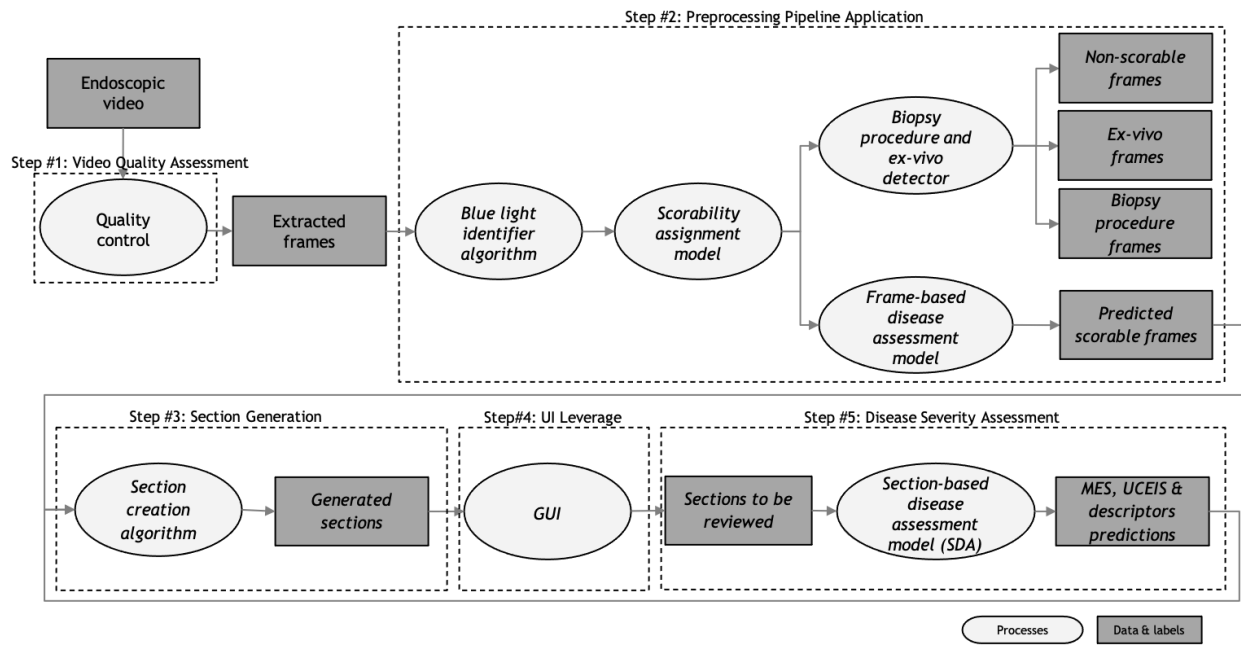 Step #2: Preprocessing Pipeline Application
Endoscopic
video
Step #1: Video Quality Assessment
Quality
control
Extracted
frames
Blue light
identifier
algorithm
Scorability
assignment
model
Biopsy
procedure and
ex-vivo
detector
Non-scorable
frames
Ex-vivo
frames
Biopsy
procedure
frames
Frame-based
disease
assessment
model
Predicted
scorable frames
Step #3: Section Generation
Section
creation
algorithm
Generated
sections
Step#4: UI Leverage
GUI
Step #5: Disease Severity Assessment
Sections to be
reviewed
Section-based
disease
assessment
model (SDA)
MES, UCEIS &
descriptors
predictions
Processes
Data & labels